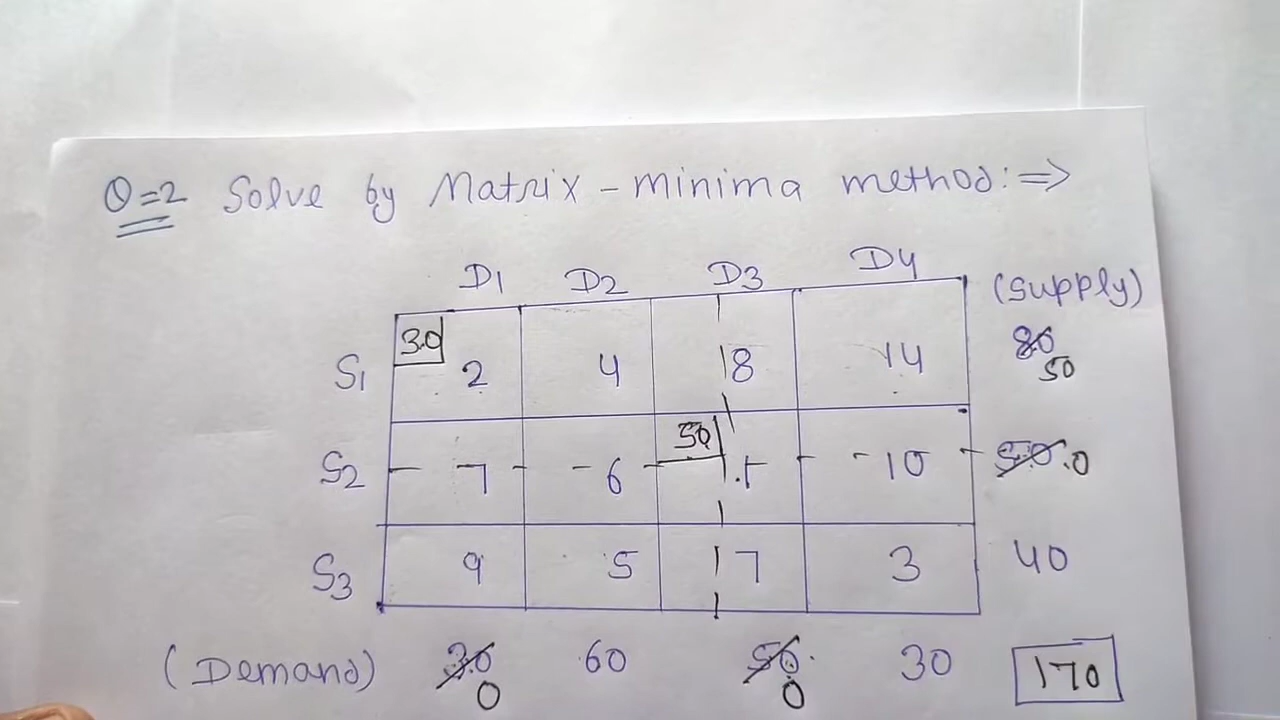 Q=2 Solve by Matrix - minima method:⇒
D1 D2 D3 D4 (Supply)
S1 30 2 4 8 14 80 50
S2 7 6 50 1 10 50 0
S3 9 5 7 3 40
(Demand) 30 60 50 30 170
0 0